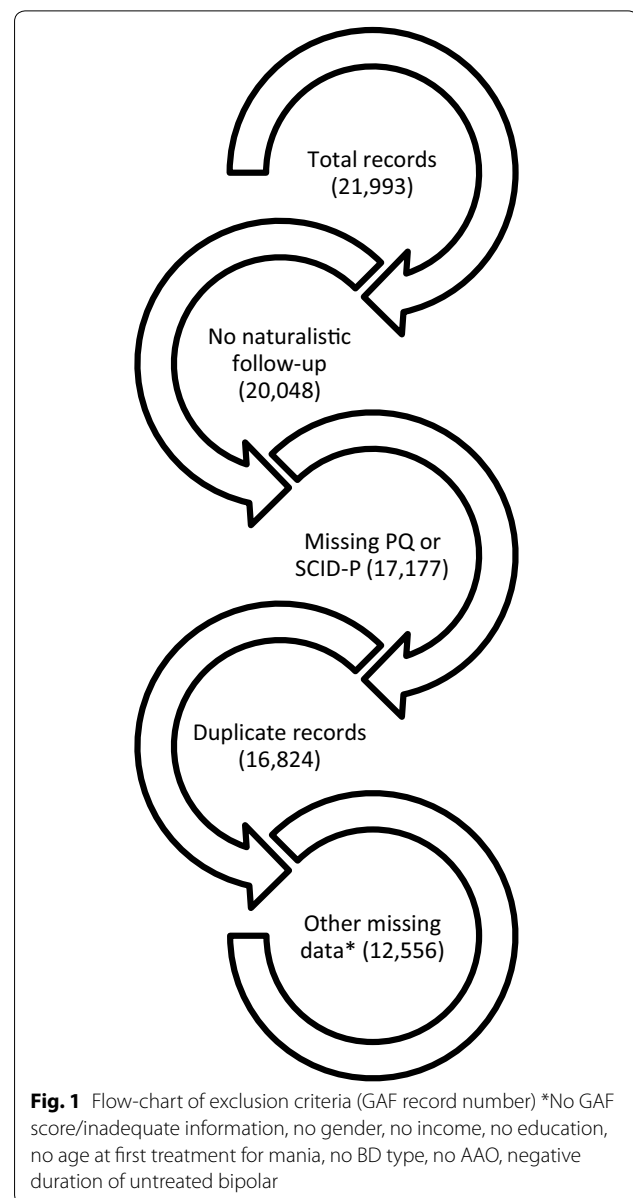 Total records
(21,993)
No naturalistic
follow-up
(20,048)
Missing PQ or
SCID-P (17,177)
Duplicate records
(16,824)
Other missing
data* (12,556)
Fig. 1 Flow-chart of exclusion criteria (GAF record number) *No GAF
score/inadequate information, no gender, no income, no education,
no age at first treatment for mania, no BD type, no AAO, negative
duration of untreated bipolar